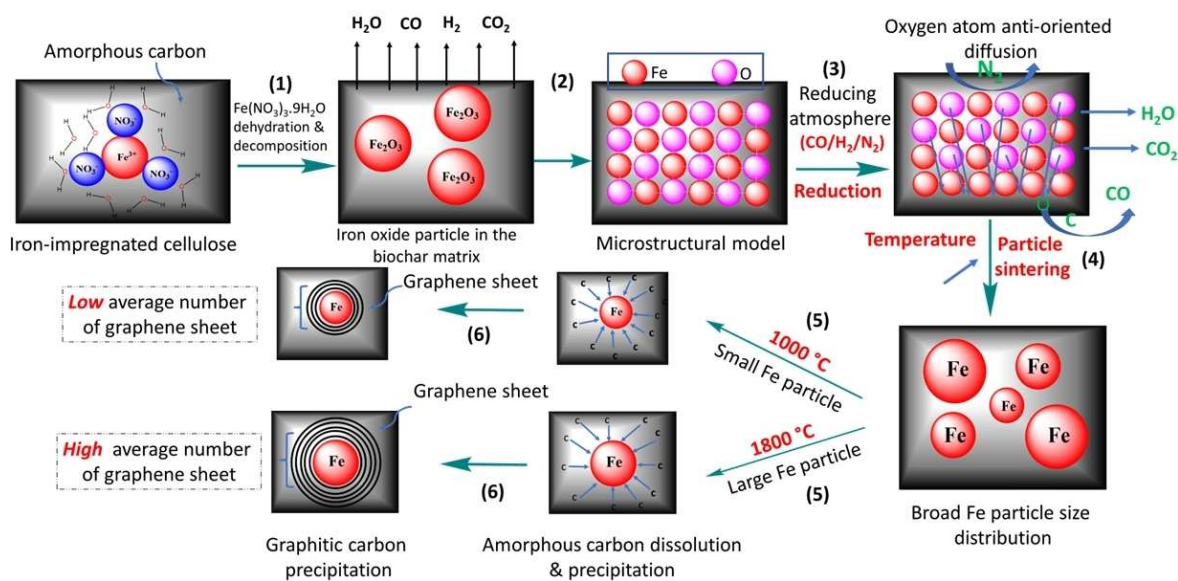 Amorphous carbon
NO₃⁻
Fe³⁺
NO₃⁻
NO₃⁻
Iron-impregnated cellulose
(1)
Fe(NO₃)₃.9H₂O
dehydration &
decomposition
H₂O
CO
H₂
CO₂
Fe₂O₃
Fe₂O₃
Fe₂O₃
Iron oxide particle in the
biochar matrix
(2)
Fe
O
Microstructural model
(3)
Reducing
atmosphere
(CO/H₂/N₂)
Reduction
Oxygen atom anti-oriented
diffusion
N₂
H₂O
CO₂
CO
C
Temperature
Particle
sintering
(4)
Fe
Fe
Fe
Fe
Fe
Broad Fe particle size
distribution
(5)
1000 °C
Small Fe particle
1800 °C
Large Fe particle
(5)
Fe
c c c c c c c c c c c
(6)
Graphene sheet
Fe
Low average number
of graphene sheet
Fe
c c c c c c c c c c c
Amorphous carbon dissolution
& precipitation
(6)
Graphene sheet
Fe
Graphitic carbon
precipitation
High average number
of graphene sheet